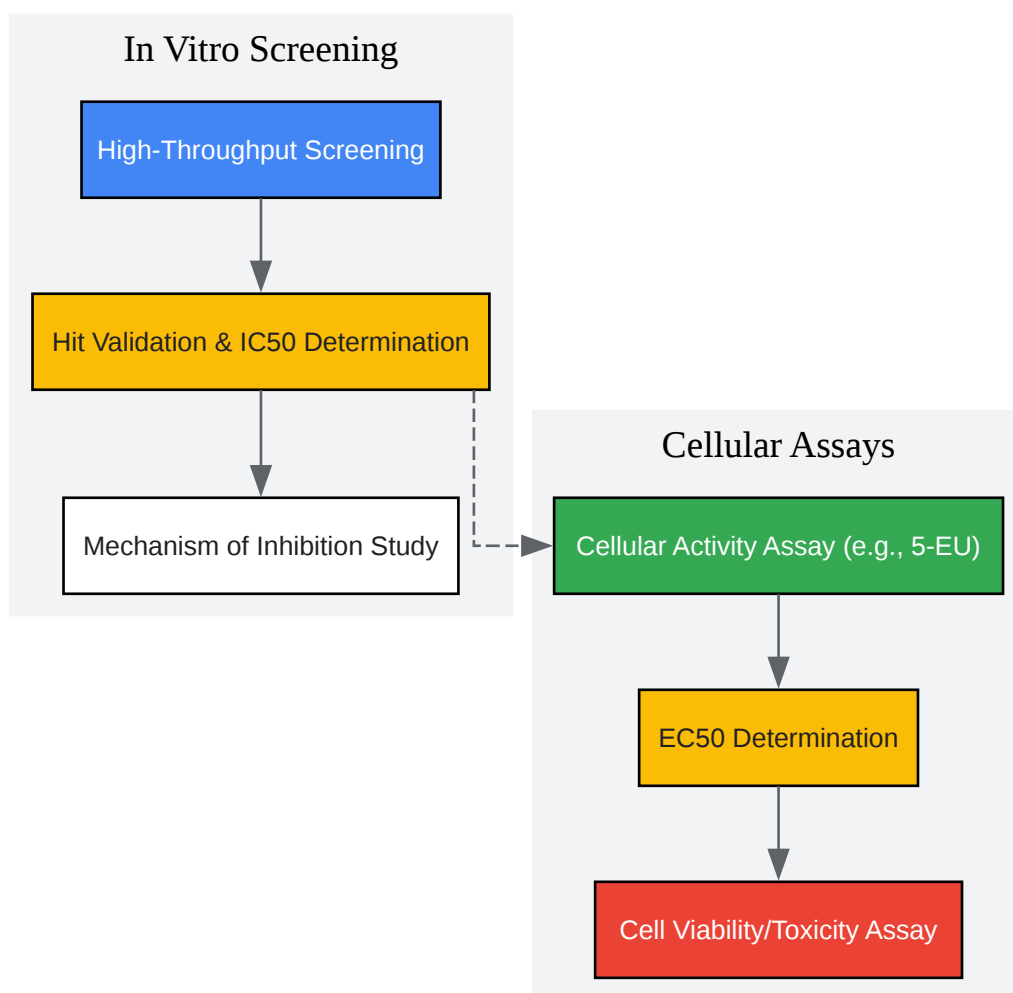 In Vitro Screening
High-Throughput Screening
Hit Validation & IC50 Determination
Mechanism of Inhibition Study
Cellular Assays
Cellular Activity Assay (e.g., 5-EU)
EC50 Determination
Cell Viability/Toxicity Assay